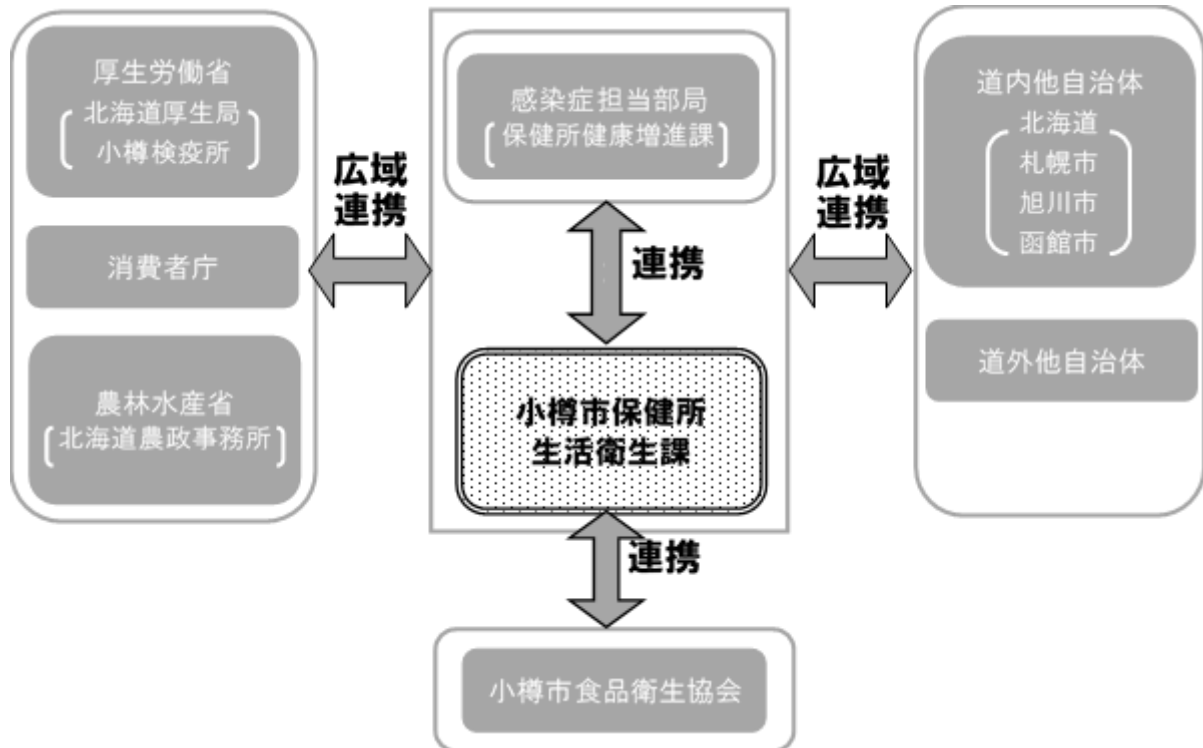 厚生労働省
北海道厚生局
小樽検疫所
消費者庁
農林水産省
北海道農政事務所
広域
連携
感染症担当部局
保健所健康増進課
連携
小樽市保健所
生活衛生課
連携
小樽市食品衛生協会
広域
連携
道内他自治体
北海道
札幌市
旭川市
函館市
道外他自治体